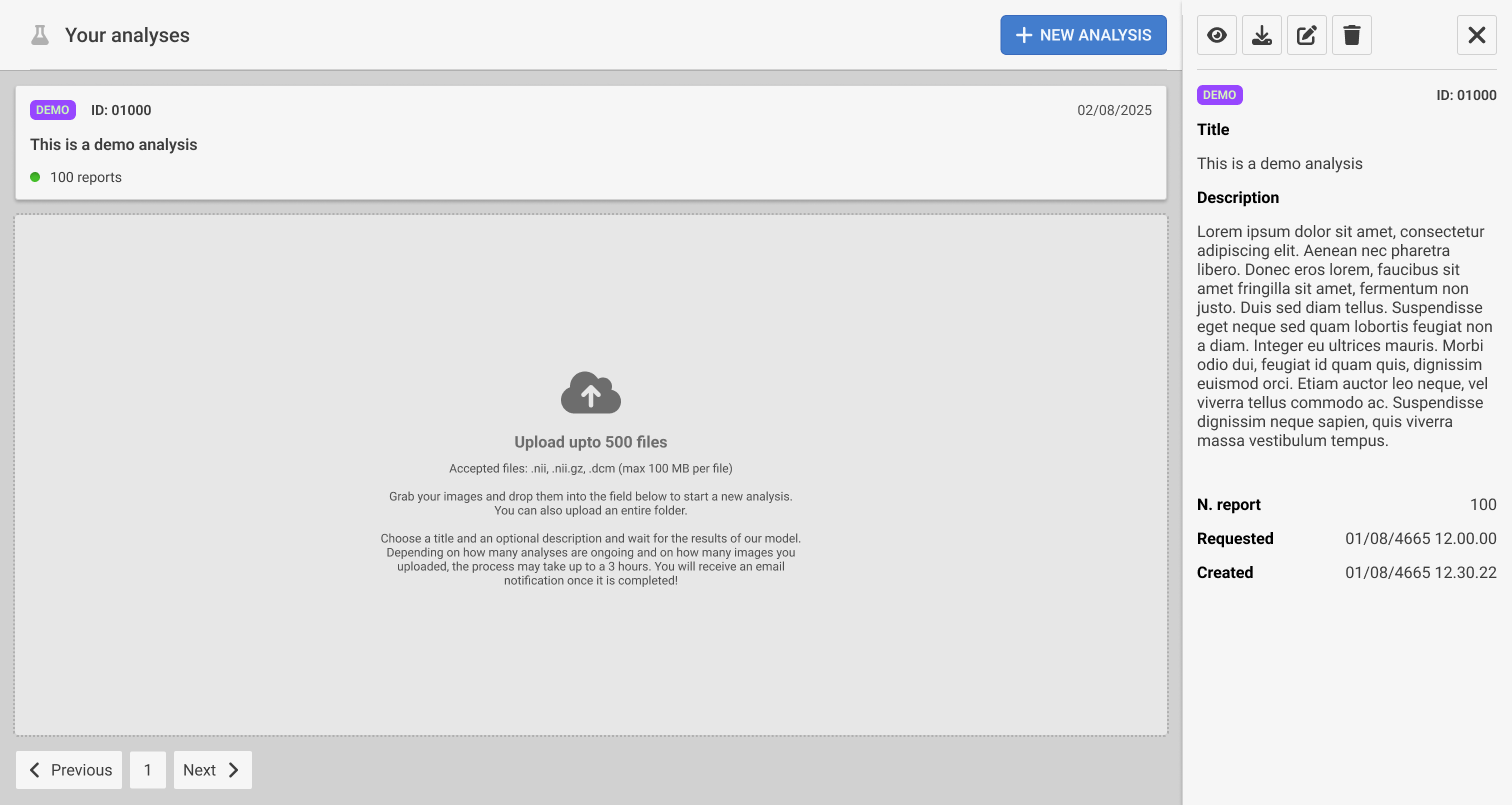 Your analyses
NEW ANALYSIS
DEMO ID: 01000 02/08/2025
This is a demo analysis
100 reports
Upload upto 500 files
Accepted files: .nii, .nii.gz, .dcm (max 100 MB per file)
Grab your images and drop them into the field below to start a new analysis.
You can also upload an entire folder.
Choose a title and an optional description and wait for the results of our model.
Depending on how many analyses are ongoing and on how many images you
uploaded, the process may take up to a 3 hours. You will receive an email
notification once it is completed!
Previous 1 Next
DEMO ID: 01000
Title
This is a demo analysis
Description
Lorem ipsum dolor sit amet, consectetur
adipiscing elit. Aenean nec pharetra
libero. Donec eros lorem, faucibus sit
amet fringilla sit amet, fermentum non
justo. Duis sed diam tellus. Suspendisse
eget neque sed quam lobortis feugiat non
a diam. Integer eu ultrices mauris. Morbi
odio dui, feugiat id quam quis, dignissim
euismod orci. Etiam auctor leo neque, vel
viverra tellus commodo ac. Suspendisse
dignissim neque sapien, quis viverra
massa vestibulum tempus.
N. report 100
Requested 01/08/4665 12.00.00
Created 01/08/4665 12.30.22